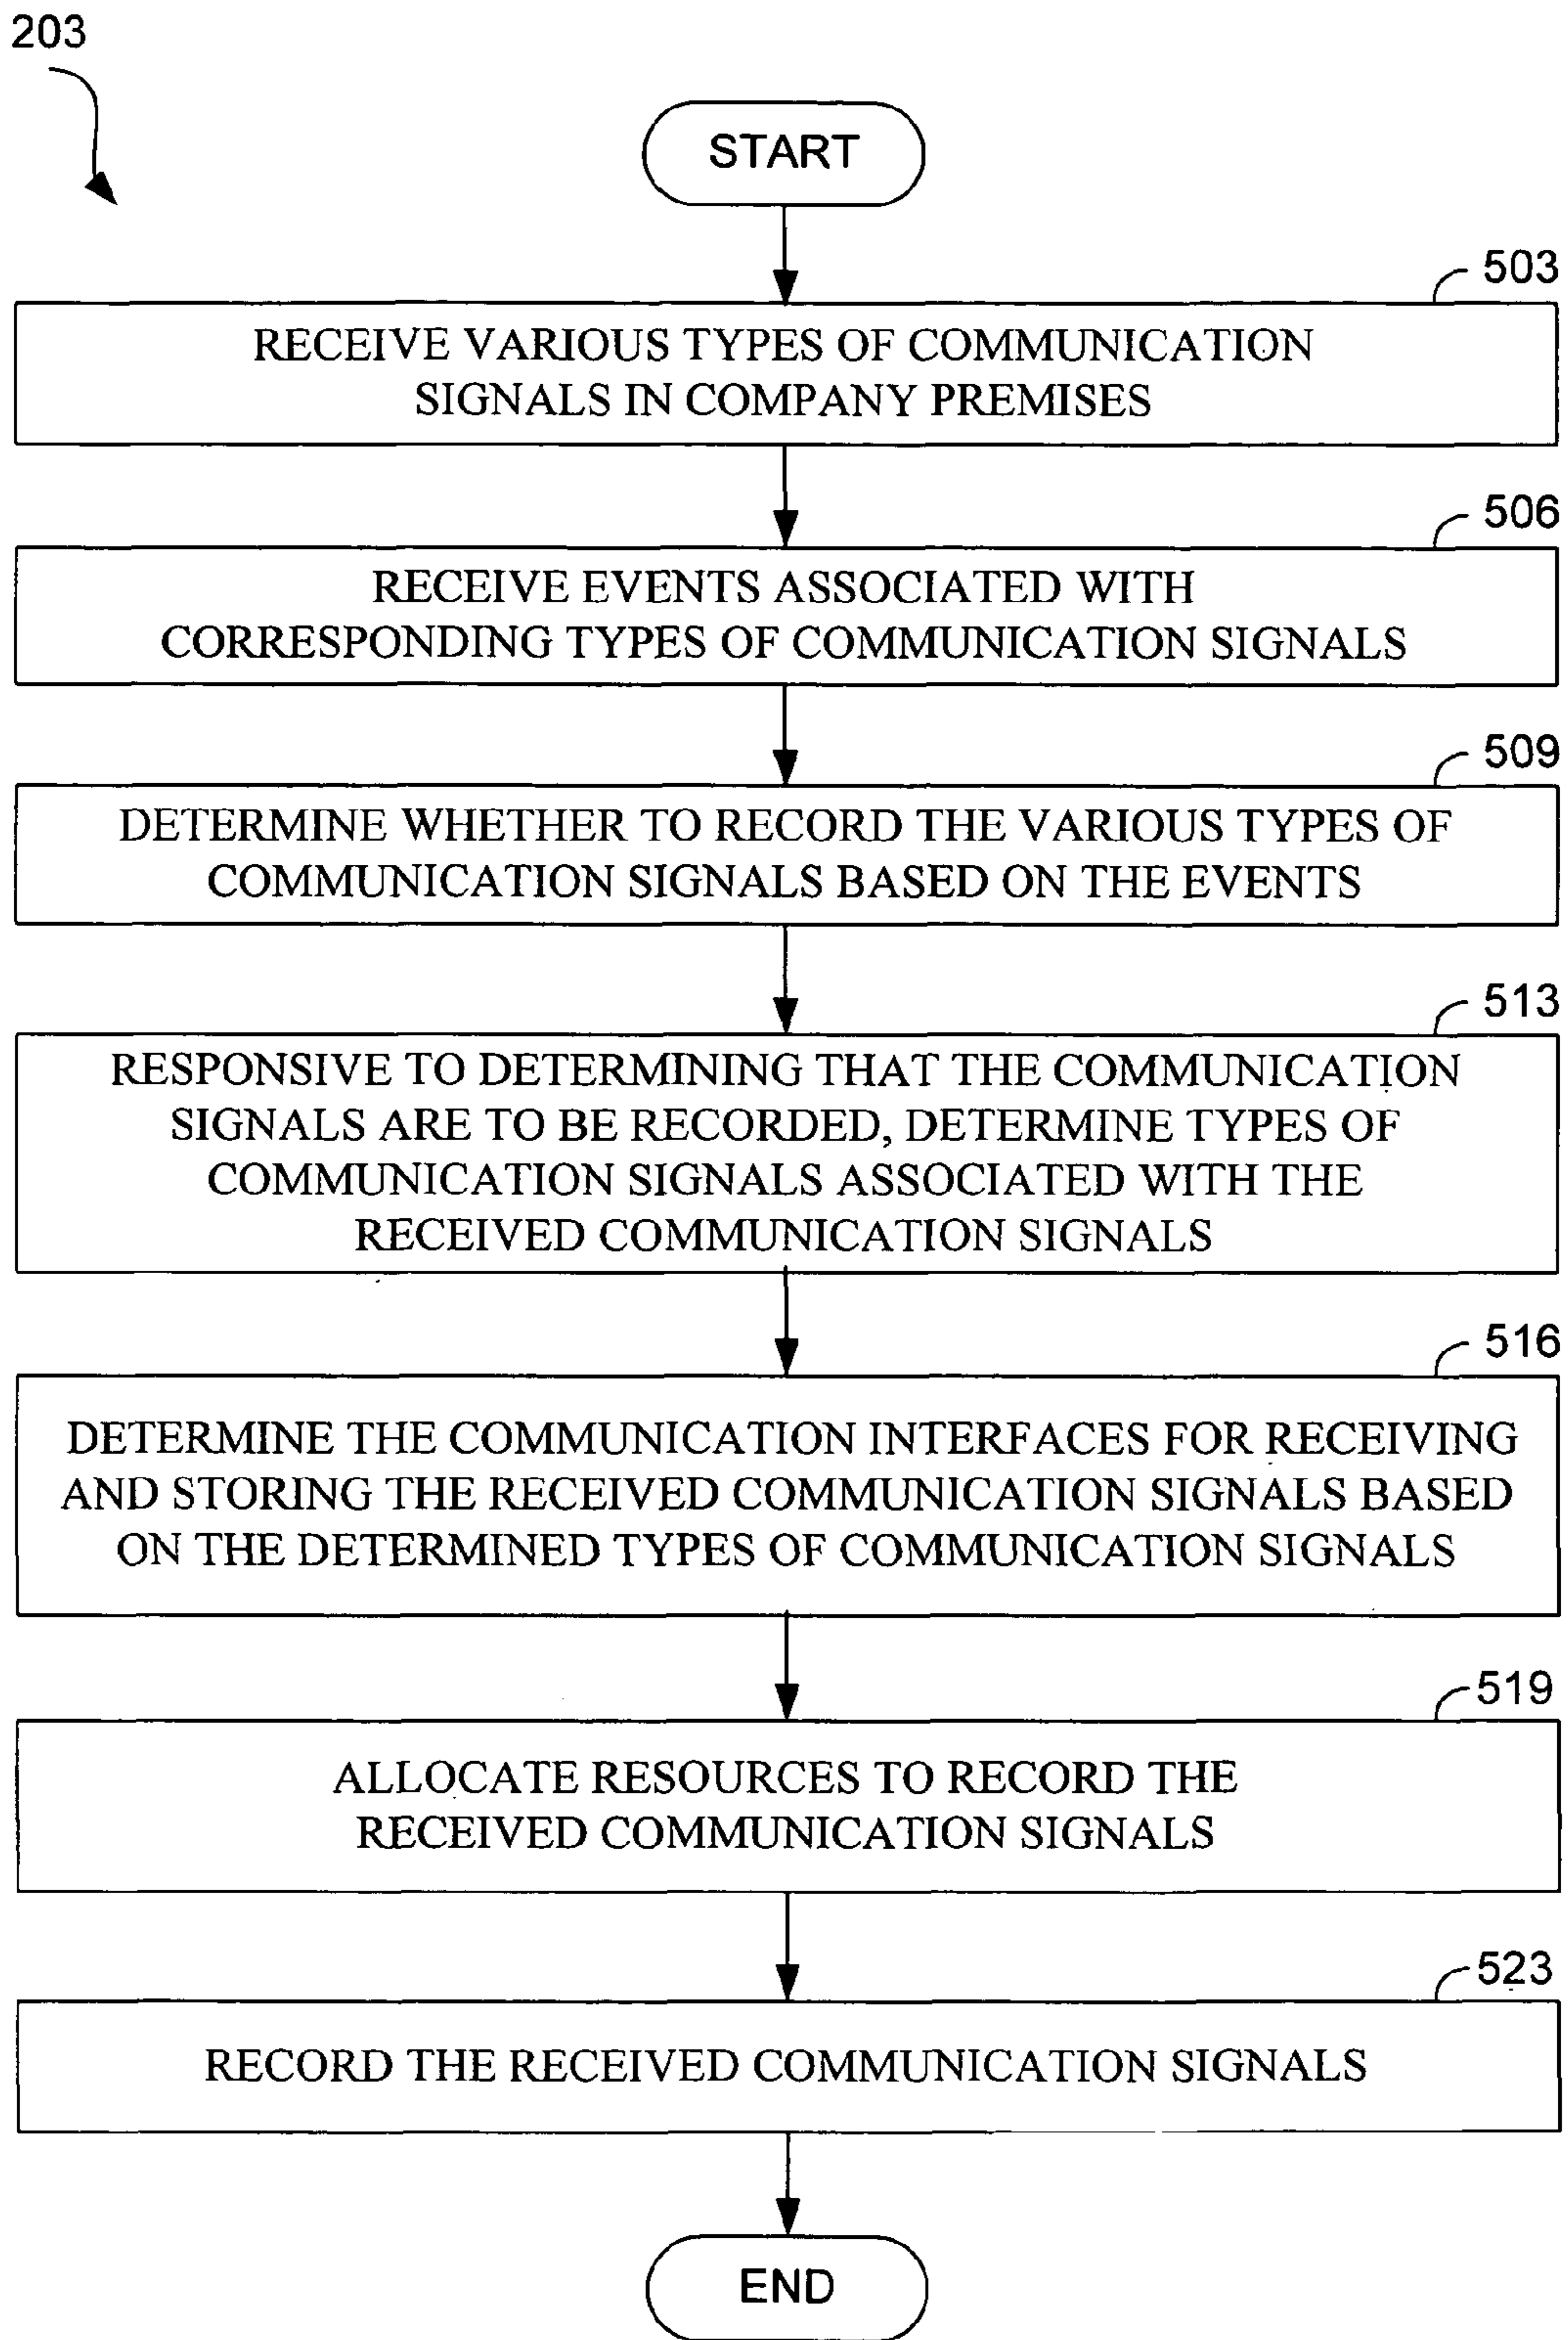 203
START
503
RECEIVE VARIOUS TYPES OF COMMUNICATION
SIGNALS IN COMPANY PREMISES
506
RECEIVE EVENTS ASSOCIATED WITH
CORRESPONDING TYPES OF COMMUNICATION SIGNALS
509
DETERMINE WHETHER TO RECORD THE VARIOUS TYPES OF
COMMUNICATION SIGNALS BASED ON THE EVENTS
513
RESPONSIVE TO DETERMINING THAT THE COMMUNICATION
SIGNALS ARE TO BE RECORDED, DETERMINE TYPES OF
COMMUNICATION SIGNALS ASSOCIATED WITH THE
RECEIVED COMMUNICATION SIGNALS
516
DETERMINE THE COMMUNICATION INTERFACES FOR RECEIVING
AND STORING THE RECEIVED COMMUNICATION SIGNALS BASED
ON THE DETERMINED TYPES OF COMMUNICATION SIGNALS
519
ALLOCATE RESOURCES TO RECORD THE
RECEIVED COMMUNICATION SIGNALS
523
RECORD THE RECEIVED COMMUNICATION SIGNALS
END